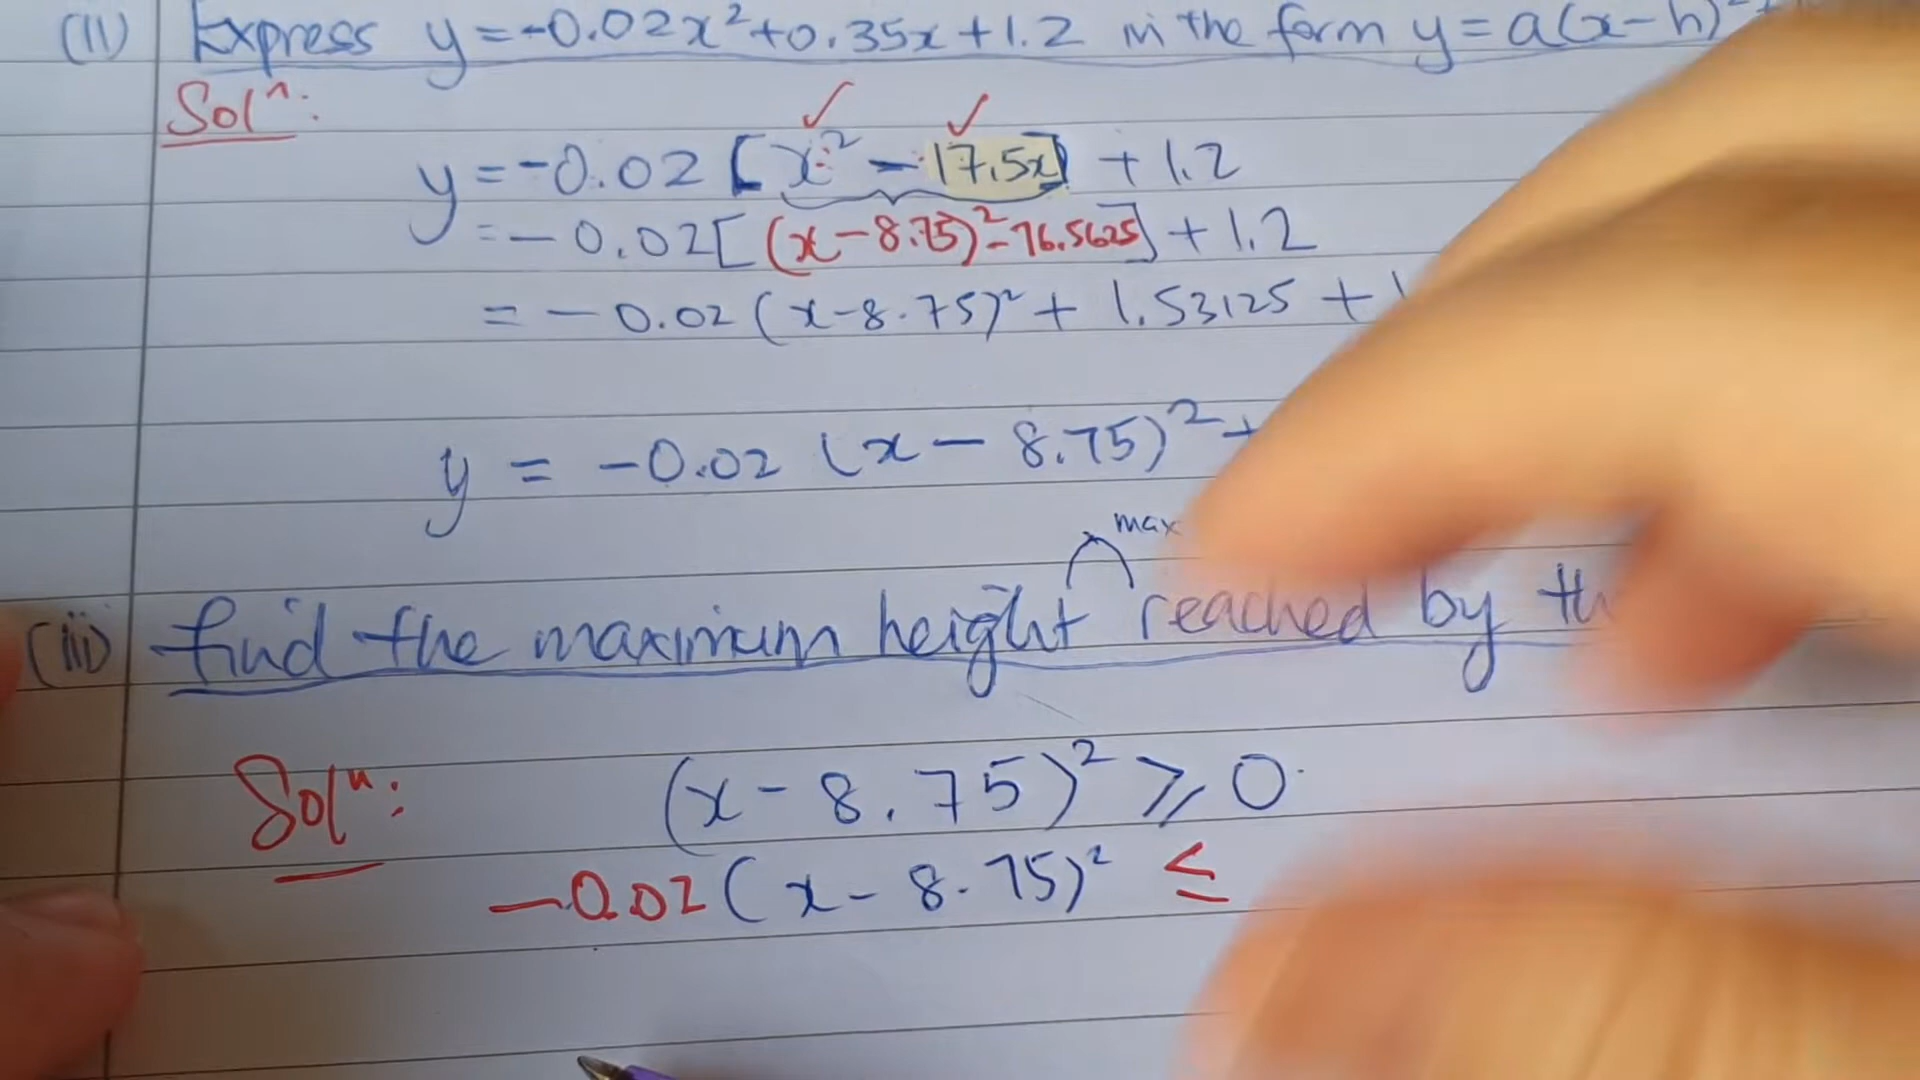 (ii) Express y=-0.02x²+0.35x+1.2 in the form y=a(x-h)²+
Solⁿ:
y=-0.02[x²-17.5x]+1.2
=-0.02[(x-8.75)²-76.5625]+1.2
=-0.02(x-8.75)²+1.53125+1
y=-0.02(x-8.75)²+
max
(iii) find the maximum height reached by
Solⁿ: (x-8.75)²⩾0
-0.02(x-8.75)²≤